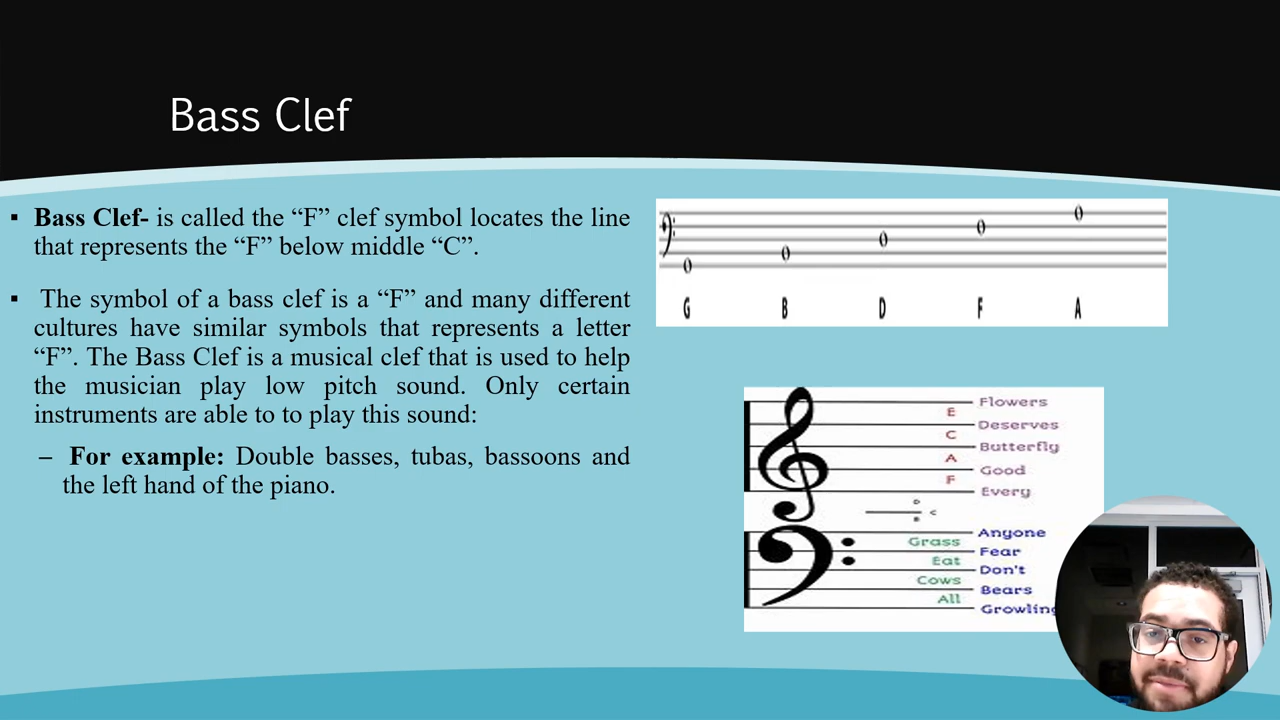 Bass Clef
▪ Bass Clef- is called the “F” clef symbol locates the line
that represents the “F” below middle “C”.
▪ The symbol of a bass clef is a “F” and many different
cultures have similar symbols that represents a letter
“F”. The Bass Clef is a musical clef that is used to help
the musician play low pitch sound. Only certain
instruments are able to to play this sound:
– For example: Double basses, tubas, bassoons and
the left hand of the piano.
G B D F A
Flowers
E
Deserves
C
Butterfly
A
Good
F
Every
D
C
B
Anyone
Grass
Fear
Eat
Don't
Cows
Bears
All
Growling